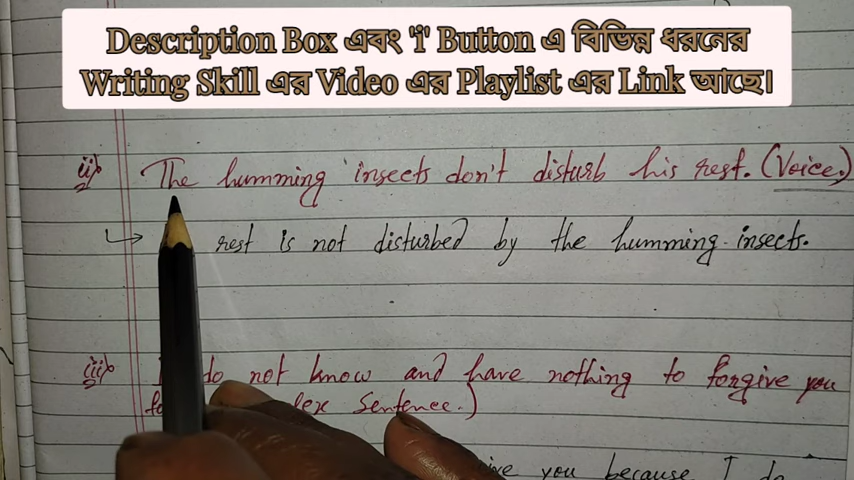 Description Box এবং 'i' Button এ বিভিন্ন ধরনের
Writing Skill এর Video এর Playlist এর Link আছে।
ii) The humming insects don't disturb his rest. (Voice.)
rest is not disturbed by the humming insects.
iii) do not know and have nothing to forgive you
Sentence.)
you because I do